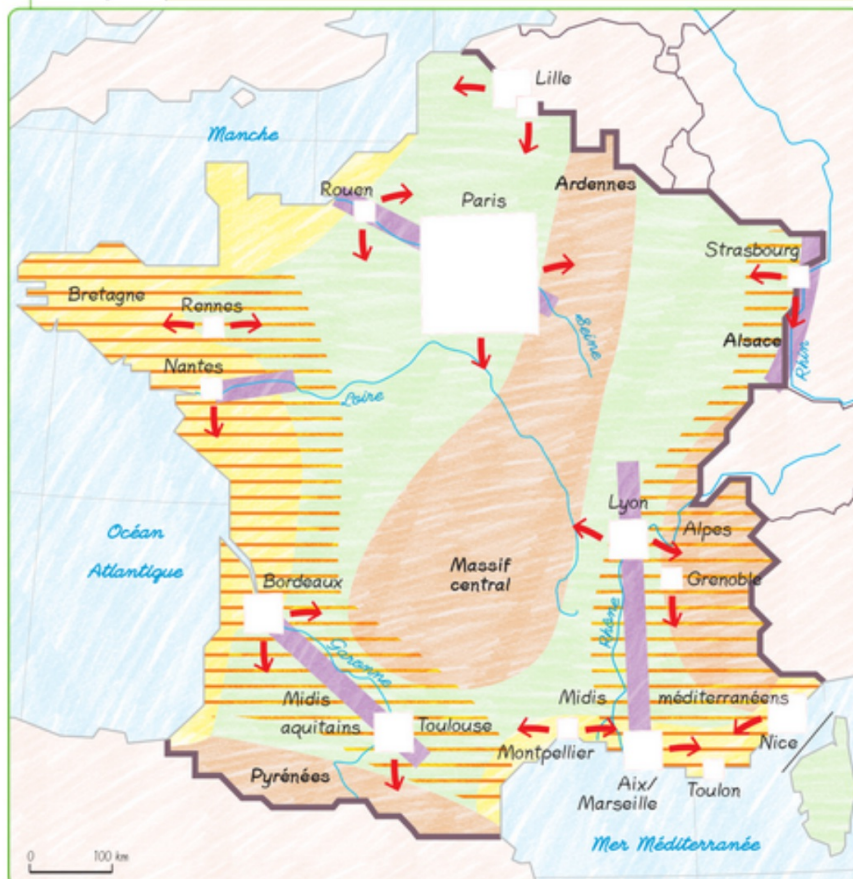 Lille
Manche
Ardennes
Rouen
Paris
Strasbourg
Bretagne
Rennes
Seine
Alsace
Rhin
Nantes
Loire
Lyon
Océan
Atlantique
Alpes
Massif
central
Grenoble
Bordeaux
Rhône
Garonne
Midis
aquitains
Toulouse
Midis
méditerranéens
Montpellier
Nice
Pyrénées
Aix/
Marseille
Toulon
Mer Méditerranée
0 100 km